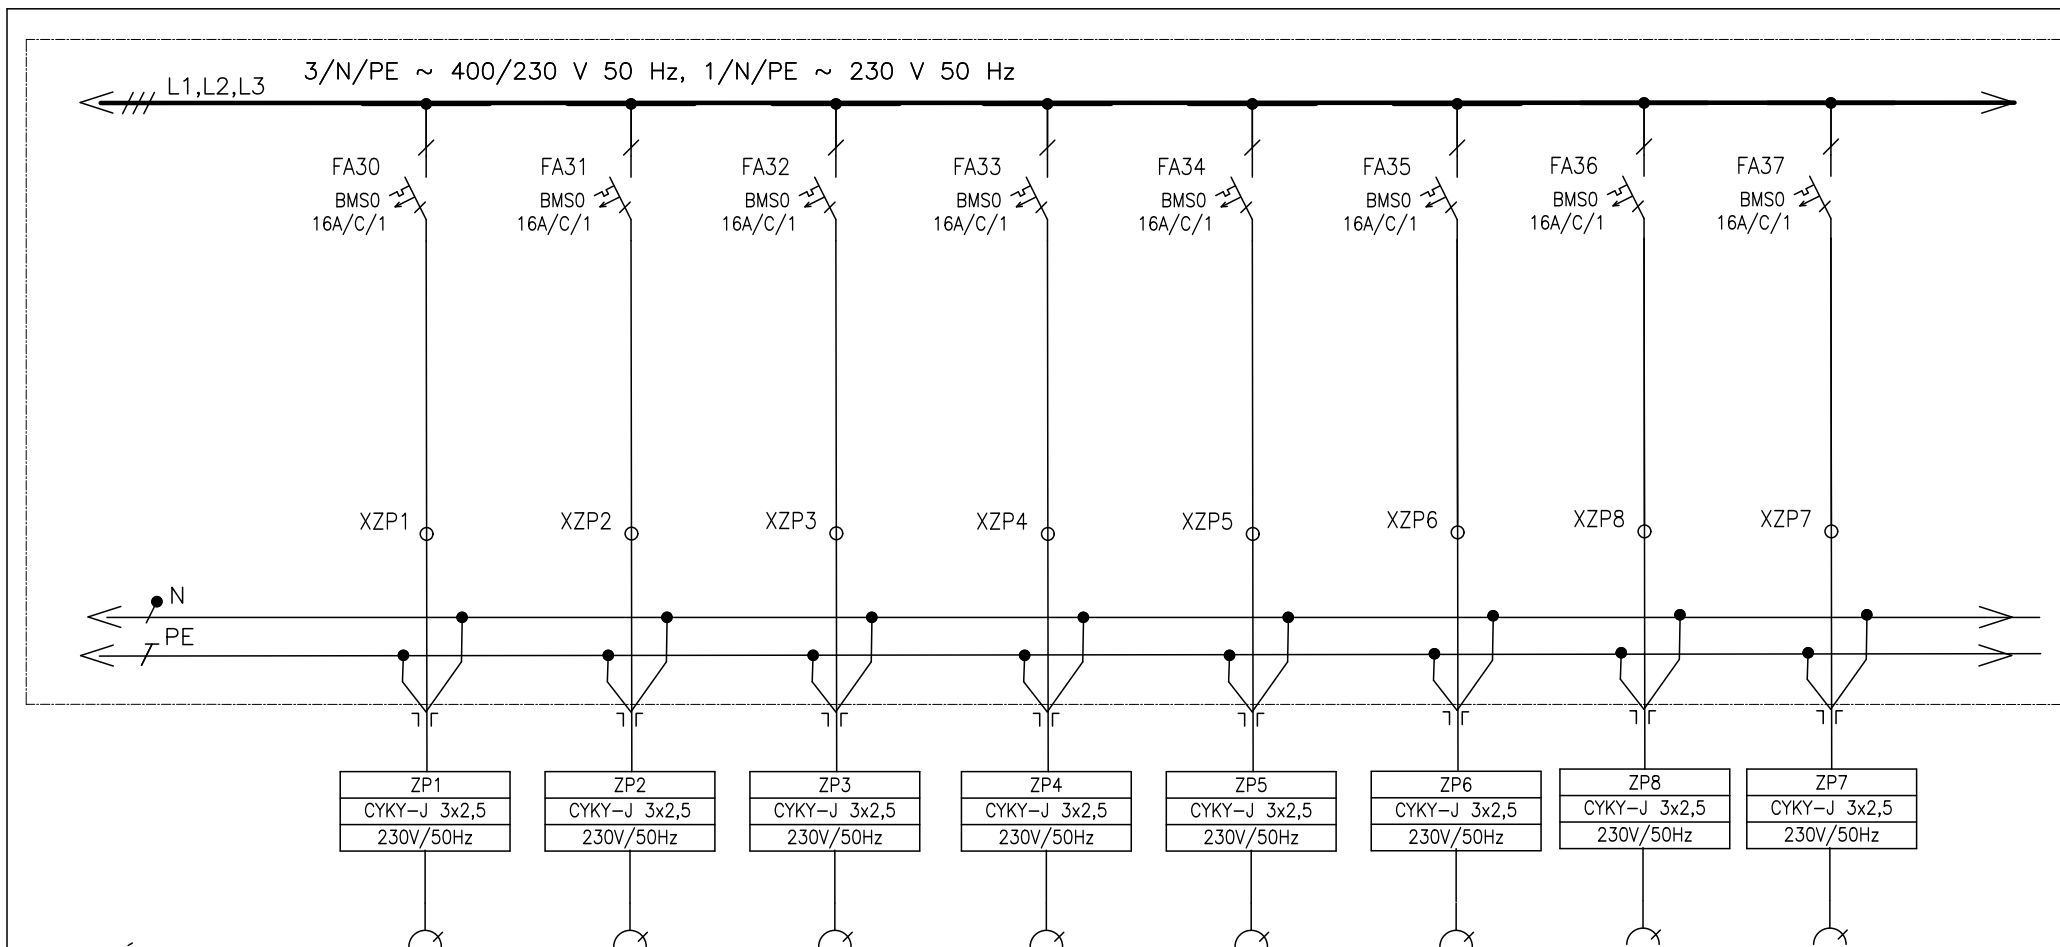 3/N/PE ~ 400/230 V 50 Hz, 1/N/PE ~ 230 V 50 Hz
L1,L2,L3
FA30 FA31 FA32 FA33 FA34 FA35 FA36 FA37
BMS0 BMS0 BMS0 BMS0 BMS0 BMS0 BMS0 BMS0
16A/C/1 16A/C/1 16A/C/1 16A/C/1 16A/C/1 16A/C/1 16A/C/1 16A/C/1
XZP1 XZP2 XZP3 XZP4 XZP5 XZP6 XZP8 XZP7
N
PE
ZP1 ZP2 ZP3 ZP4 ZP5 ZP6 ZP8 ZP7
CYKY-J 3x2,5 CYKY-J 3x2,5 CYKY-J 3x2,5 CYKY-J 3x2,5 CYKY-J 3x2,5 CYKY-J 3x2,5 CYKY-J 3x2,5 CYKY-J 3x2,5
230V/50Hz 230V/50Hz 230V/50Hz 230V/50Hz 230V/50Hz 230V/50Hz 230V/50Hz 230V/50Hz